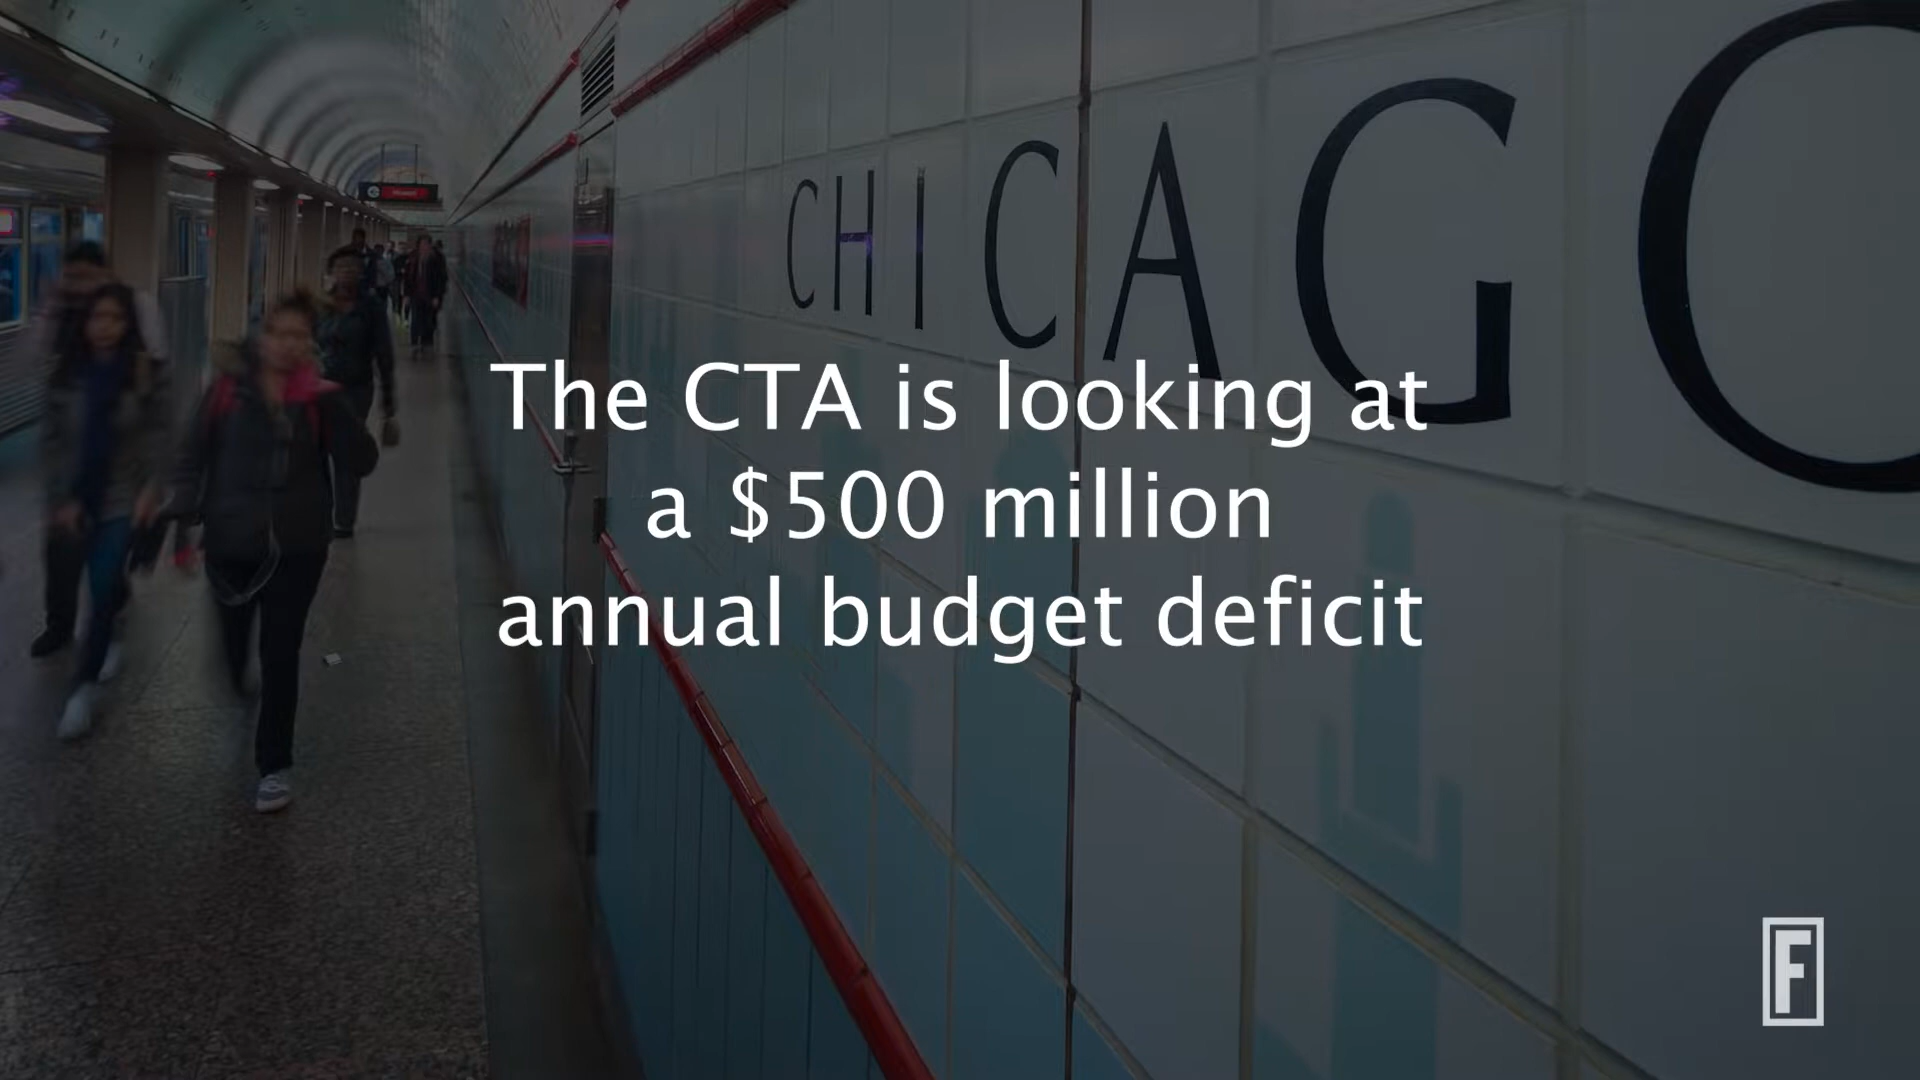 CHICAGO
The CTA is looking at
a $500 million
annual budget deficit
F